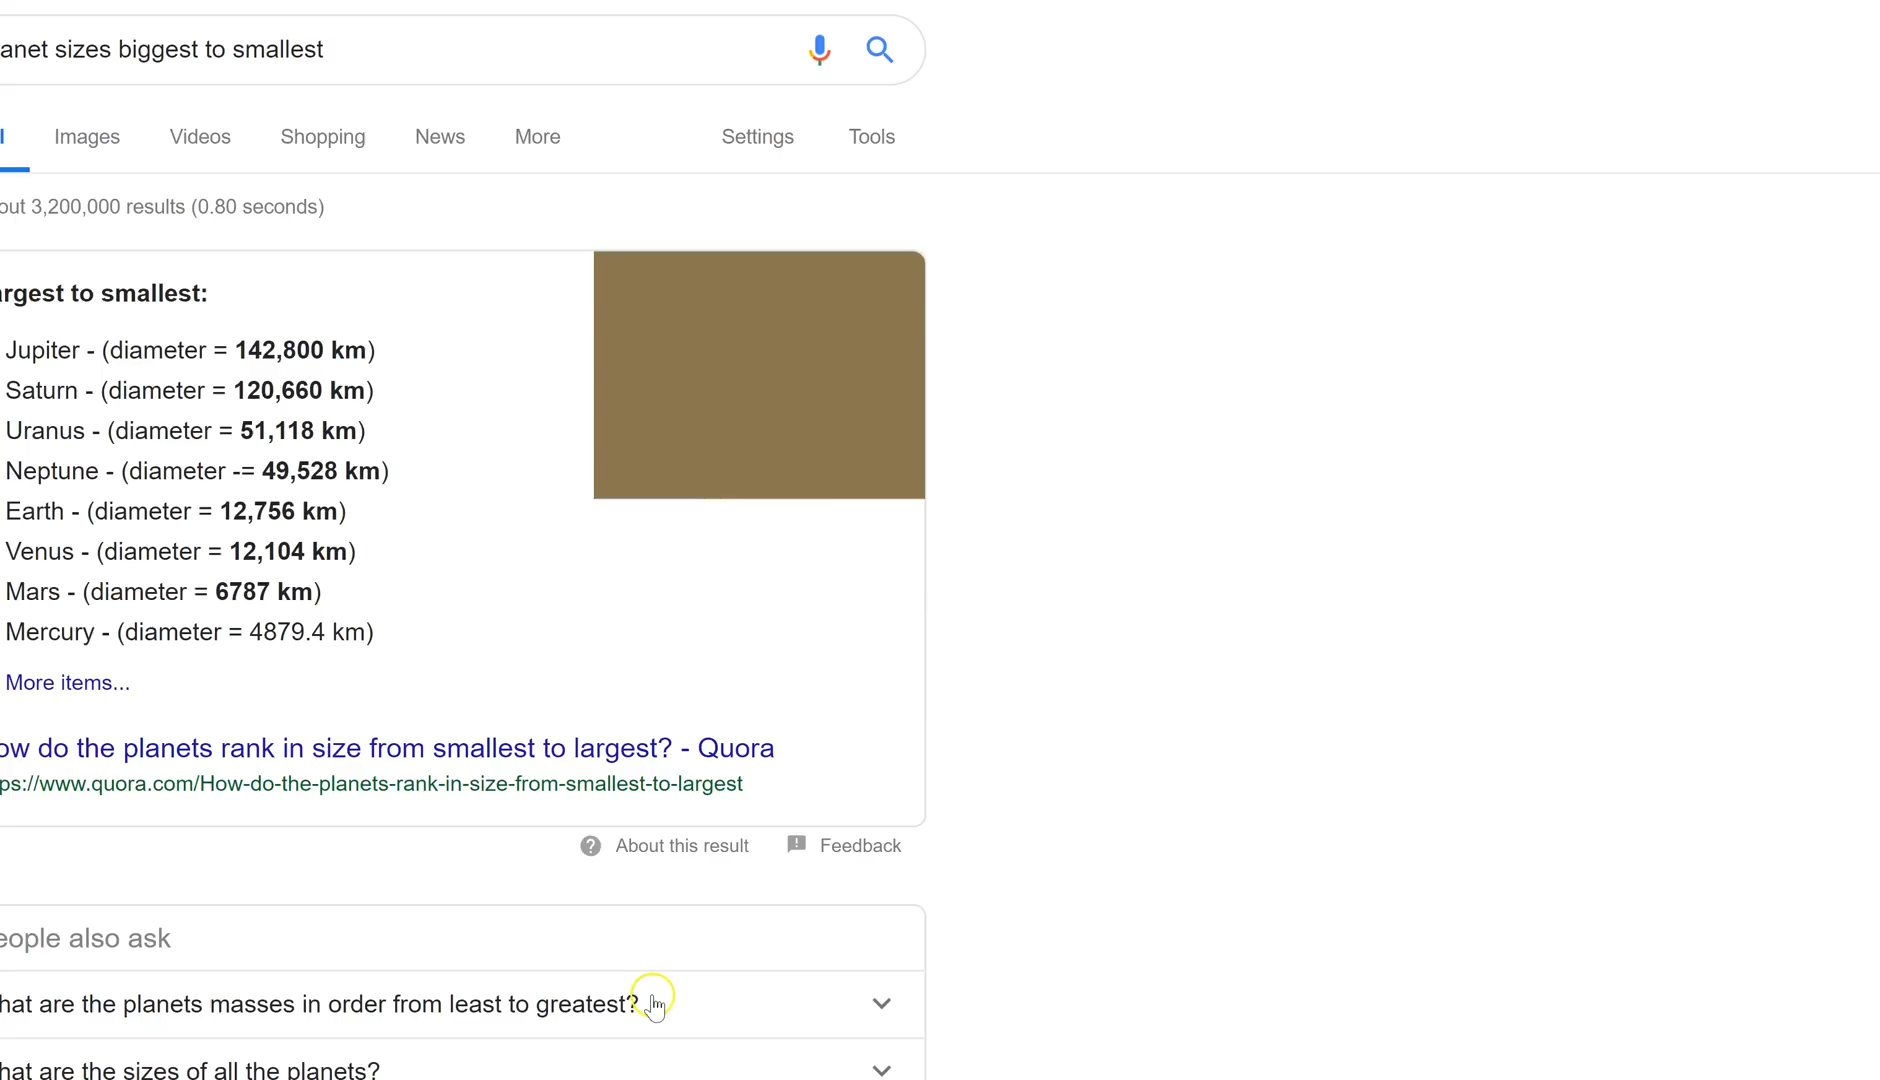 anet sizes biggest to smallest
Images Videos Shopping News More Settings Tools
out 3,200,000 results (0.80 seconds)
rgest to smallest:
Jupiter - (diameter = 142,800 km)
Saturn - (diameter = 120,660 km)
Uranus - (diameter = 51,118 km)
Neptune - (diameter -= 49,528 km)
Earth - (diameter = 12,756 km)
Venus - (diameter = 12,104 km)
Mars - (diameter = 6787 km)
Mercury - (diameter = 4879.4 km)
More items...
ow do the planets rank in size from smallest to largest? - Quora
ps://www.quora.com/How-do-the-planets-rank-in-size-from-smallest-to-largest
About this result Feedback
eople also ask
hat are the planets masses in order from least to greatest?
hat are the sizes of all the planets?